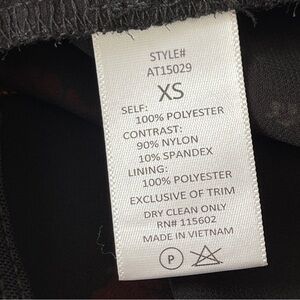 STYLE#
AT15029
XS
SELF:
100% POLYESTER
CONTRAST:
90% NYLON
10% SPANDEX
LINING:
100% POLYESTER
EXCLUSIVE OF TRIM
DRY CLEAN ONLY
RN# 115602
MADE IN VIETNAM
P